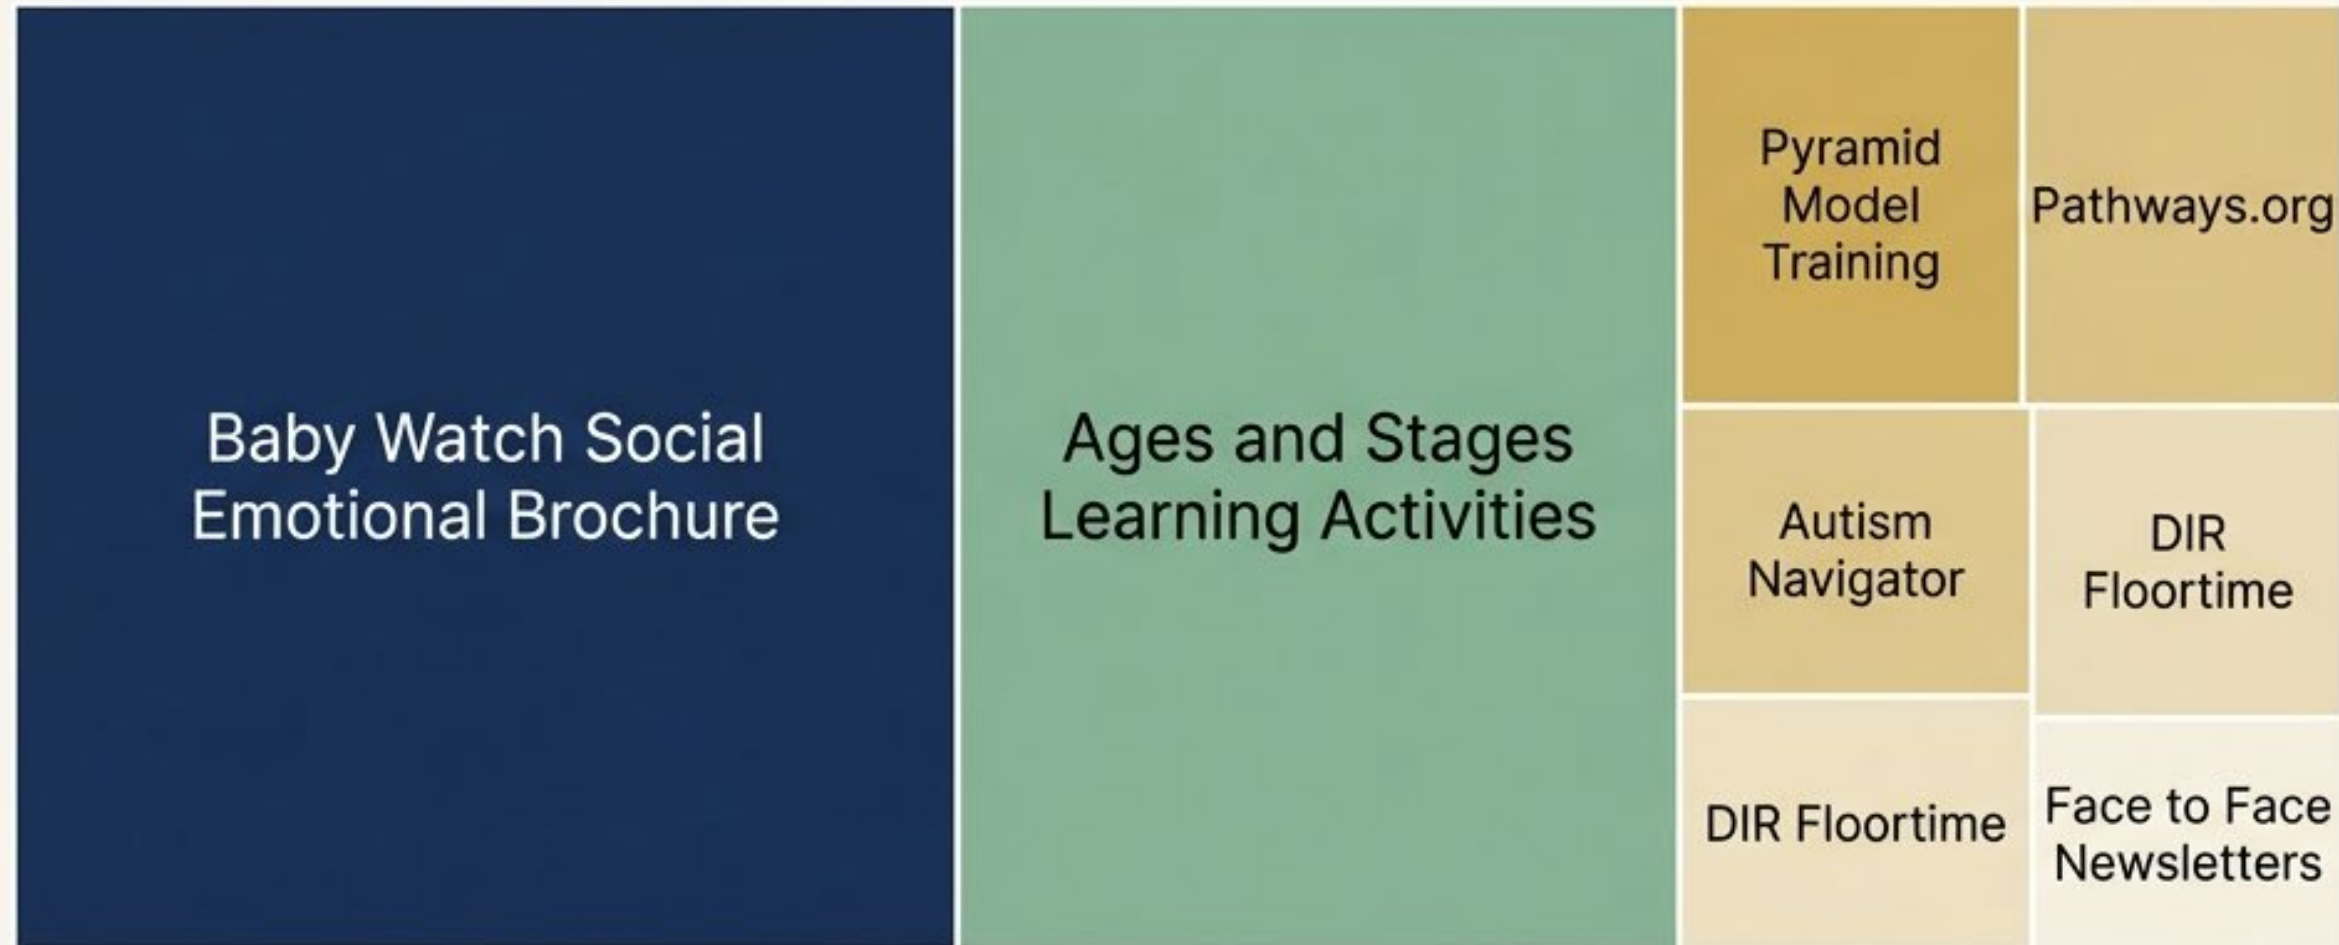 Baby Watch Social
Emotional Brochure
Ages and Stages
Learning Activities
Pyramid
Model
Training
Pathways.org
Autism
Navigator
DIR
Floortime
DIR Floortime
Face to Face
Newsletters